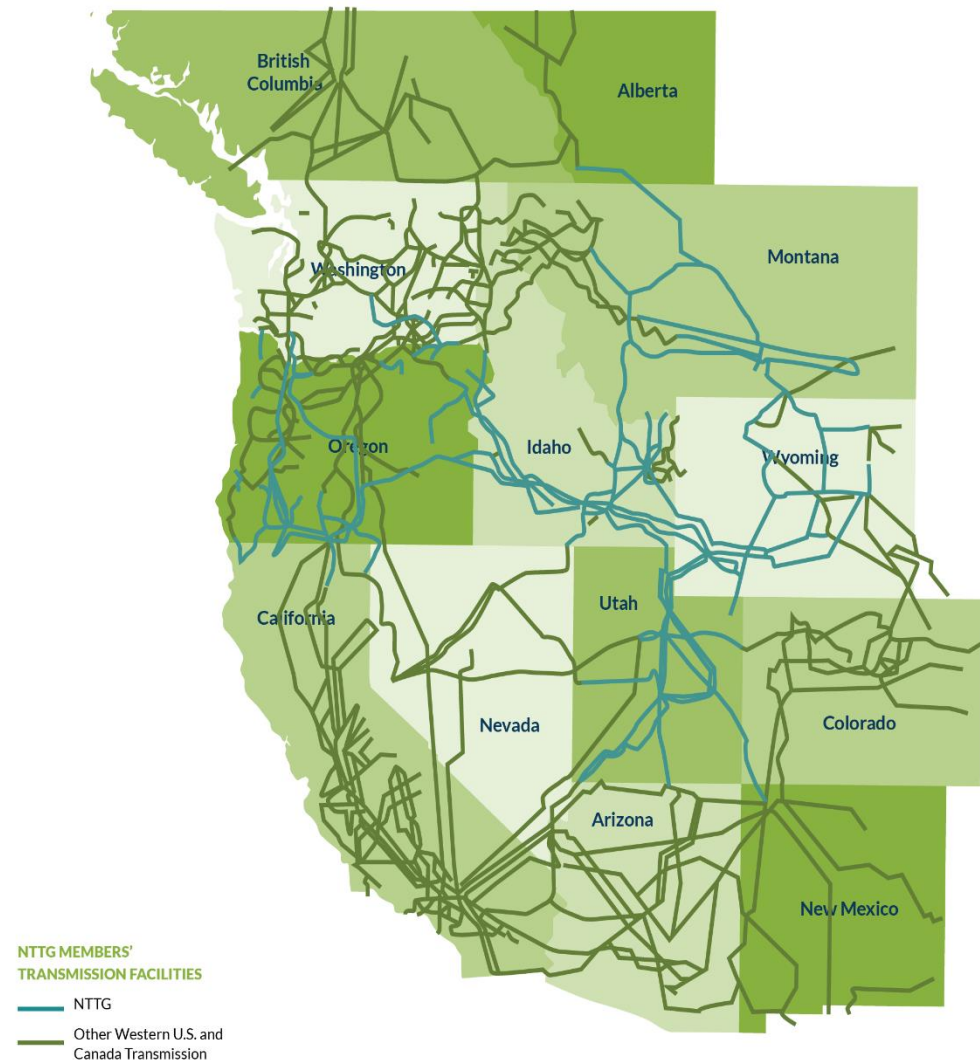 British
Columbia
Alberta
Washington
Montana
Oregon
Idaho
Wyoming
California
Utah
Nevada
Colorado
Arizona
New Mexico
NTTG MEMBERS'
TRANSMISSION FACILITIES
NTTG
Other Western U.S. and
Canada Transmission